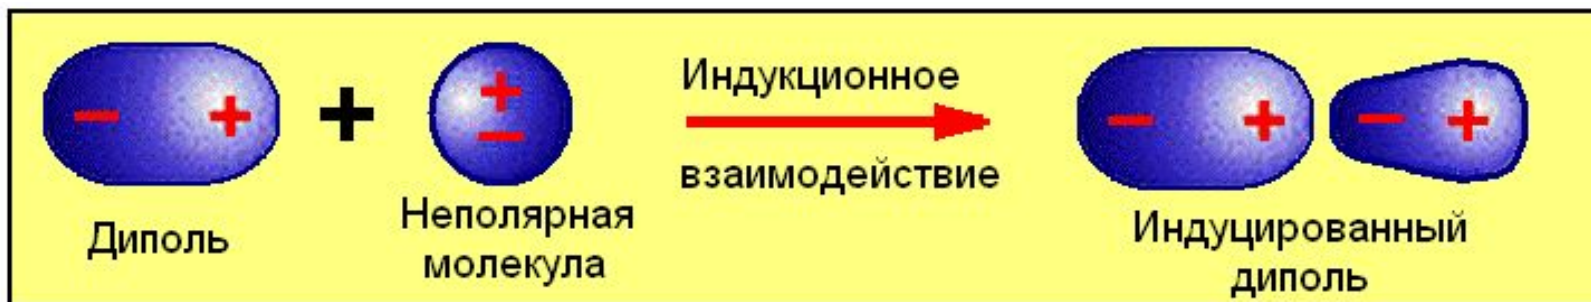 − + + + − Индукционное − + − +
взаимодействие
Диполь
Неполярная
молекула
Индуцированный
диполь